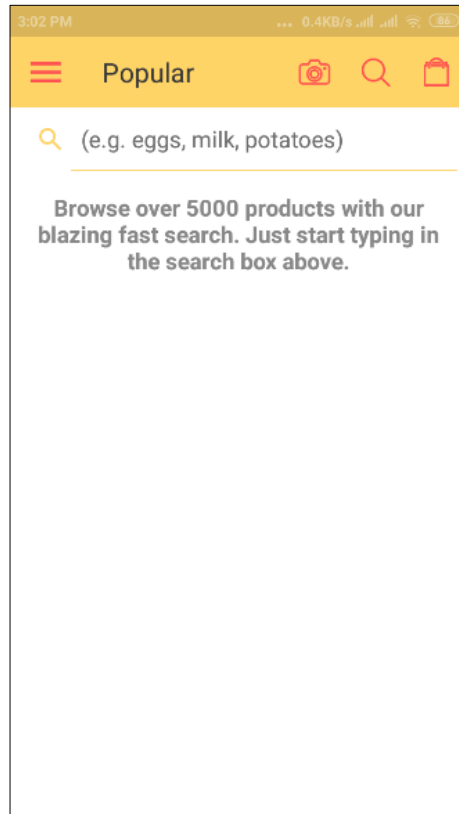 3:02 PM ... 0.4KB/s 86
Popular
(e.g. eggs, milk, potatoes)
Browse over 5000 products with our
blazing fast search. Just start typing in
the search box above.